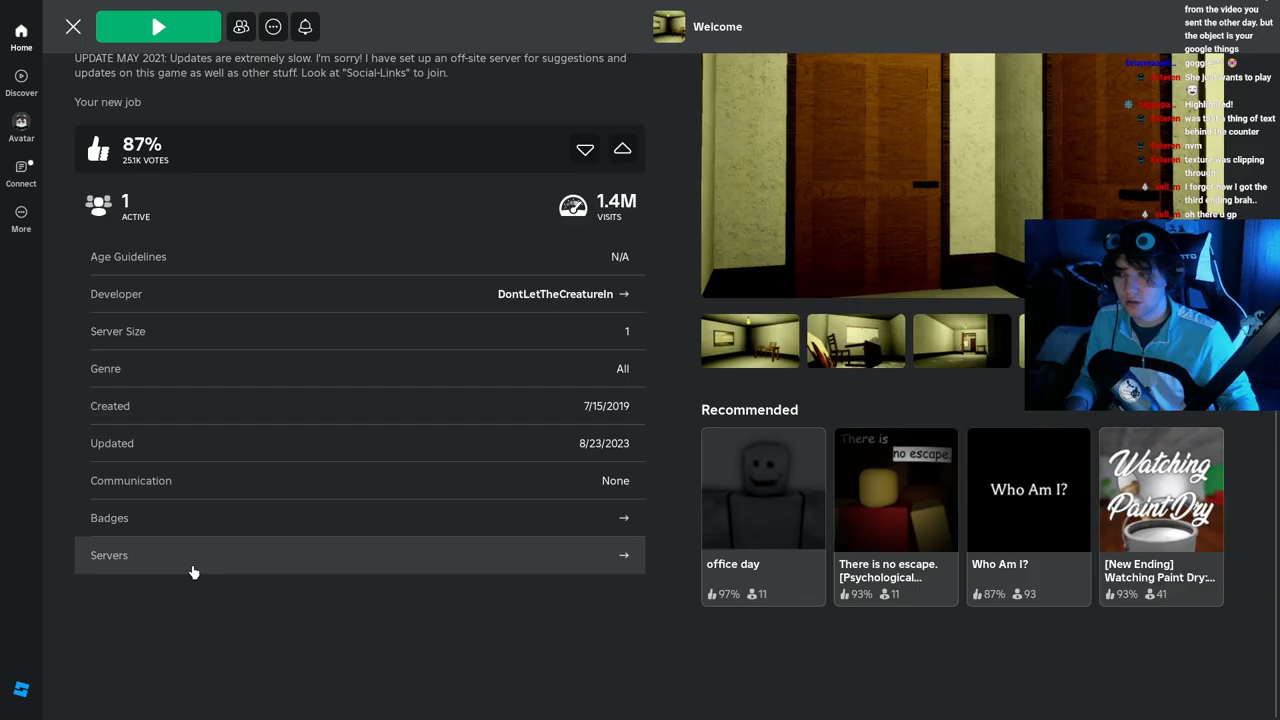 Home
Discover
Avatar
Connect
More
Welcome
UPDATE MAY 2021: Updates are extremely slow. I'm sorry! I have set up an off-site server for suggestions and
updates on this game as well as other stuff. Look at "Social-Links" to join.
Your new job
87%
25.1K VOTES
1
ACTIVE
1.4M
VISITS
Age Guidelines N/A
Developer DontLetTheCreatureIn →
Server Size 1
Genre All
Created 7/15/2019
Updated 8/23/2023
Communication None
Badges →
Servers →
Recommended
There is
no escape.
Who Am I?
Watching
Paint Dry
office day
97% 11
There is no escape.
[Psychological...
93% 11
Who Am I?
87% 93
[New Ending]
Watching Paint Dry:...
93% 41
from the video you
sent the other day. but
the object is your
google things
She just wants to play
Highlighted!
was that a thing of text
behind the counter
nvm
texture was clipping
through
I forgot how I got the
third ending brah..
oh there u gp